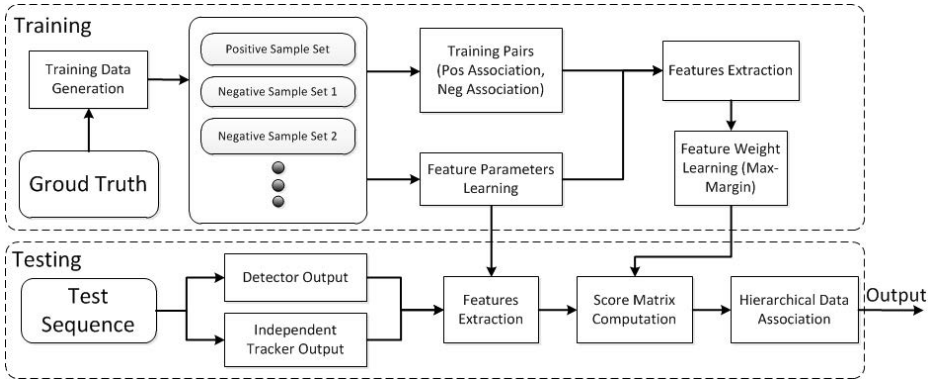 Training
Training Data
Generation
Groud Truth
Positive Sample Set
Negative Sample Set 1
Negative Sample Set 2
Training Pairs
(Pos Association,
Neg Association)
Feature Parameters
Learning
Features Extraction
Feature Weight
Learning (Max-
Margin)
Testing
Test
Sequence
Detector Output
Independent
Tracker Output
Features
Extraction
Score Matrix
Computation
Hierarchical Data
Association
Output